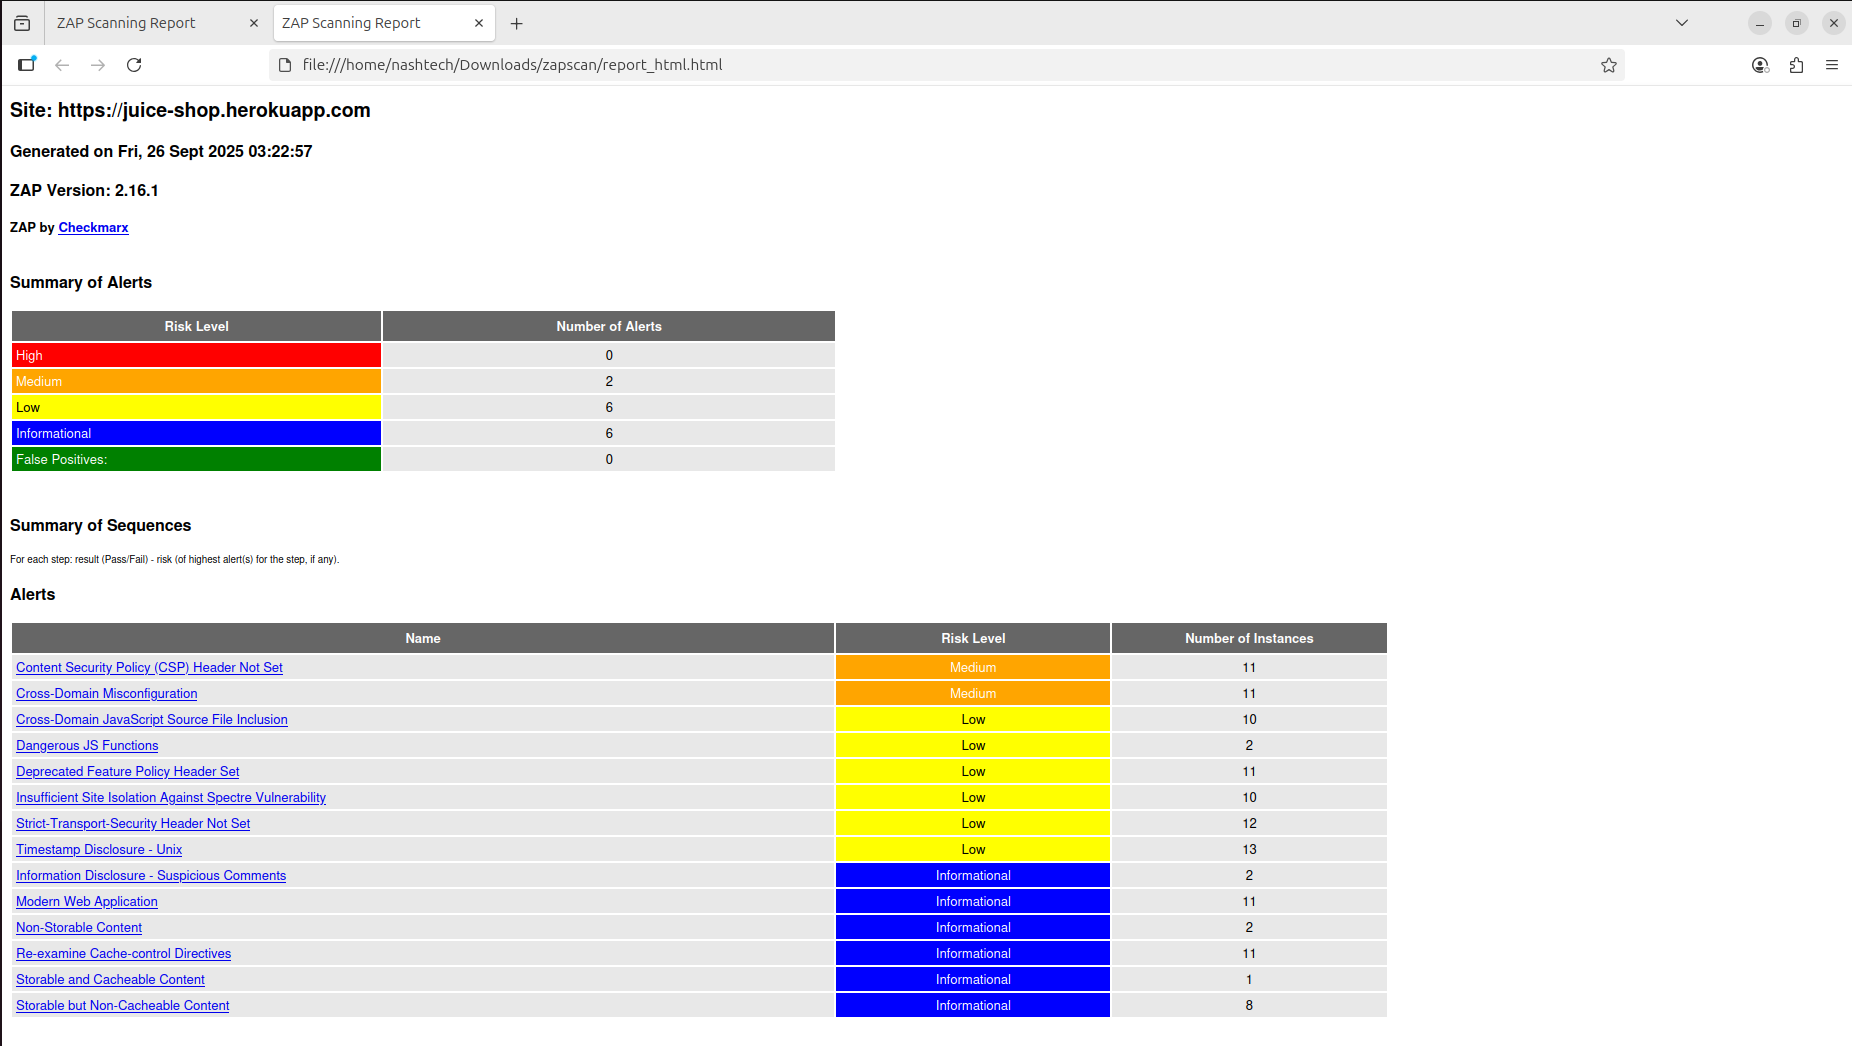 ZAP Scanning Report
ZAP Scanning Report
file:///home/nashtech/Downloads/zapscan/report_html.html
Site: https://juice-shop.herokuapp.com
Generated on Fri, 26 Sept 2025 03:22:57
ZAP Version: 2.16.1
ZAP by Checkmarx
Summary of Alerts
Risk Level Number of Alerts
High 0
Medium 2
Low 6
Informational 6
False Positives: 0
Summary of Sequences
For each step: result (Pass/Fail) - risk (of highest alert(s) for the step, if any).
Alerts
Name Risk Level Number of Instances
Content Security Policy (CSP) Header Not Set Medium 11
Cross-Domain Misconfiguration Medium 11
Cross-Domain JavaScript Source File Inclusion Low 10
Dangerous JS Functions Low 2
Deprecated Feature Policy Header Set Low 11
Insufficient Site Isolation Against Spectre Vulnerability Low 10
Strict-Transport-Security Header Not Set Low 12
Timestamp Disclosure - Unix Low 13
Information Disclosure - Suspicious Comments Informational 2
Modern Web Application Informational 11
Non-Storable Content Informational 2
Re-examine Cache-control Directives Informational 11
Storable and Cacheable Content Informational 1
Storable but Non-Cacheable Content Informational 8